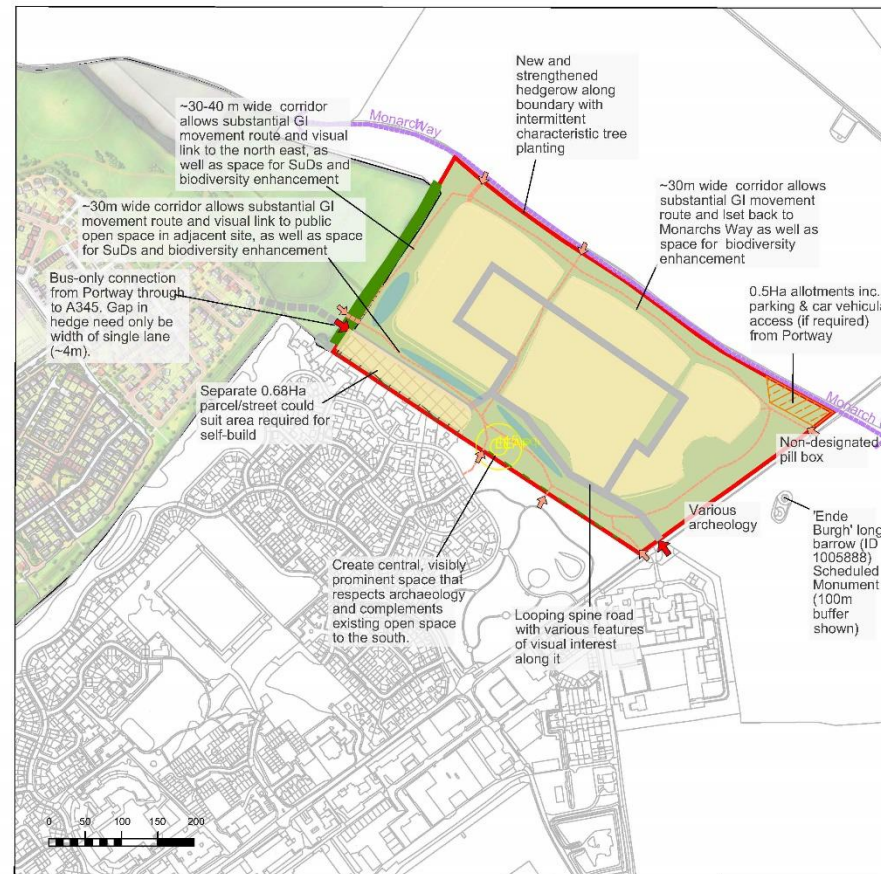 New and
strengthened
hedgerow along
boundary with
intermittent
characteristic tree
planting
~30-40 m wide corridor
allows substantial GI
movement route and visual
link to the north east, as
well as space for SuDs and
biodiversity enhancement
MonarchWay
~30m wide corridor allows
substantial GI movement
route and lset back to
Monarchs Way as well as
space for biodiversity
enhancement
~30m wide corridor allows substantial GI
movement route and visual link to public
open space in adjacent site, as well as space
for SuDs and biodiversity enhancement
Bus-only connection
from Portway through
to A345. Gap in
hedge need only be
width of single lane
(~4m).
0.5Ha allotments inc.
parking & car vehicula
access (if required)
from Portway
Separate 0.68Ha
parcel/street could
suit area required for
self-build
Monarch
Non-designated
pill box
Various
archeology
'Ende
Burgh' long
barrow (ID
1005888)
Scheduled
Monument
(100m
buffer
shown)
Create central, visibly
prominent space that
respects archaeology
and complements
existing open space
to the south.
Looping spine road
with various features
of visual interest
along it
0 50 100 150 200